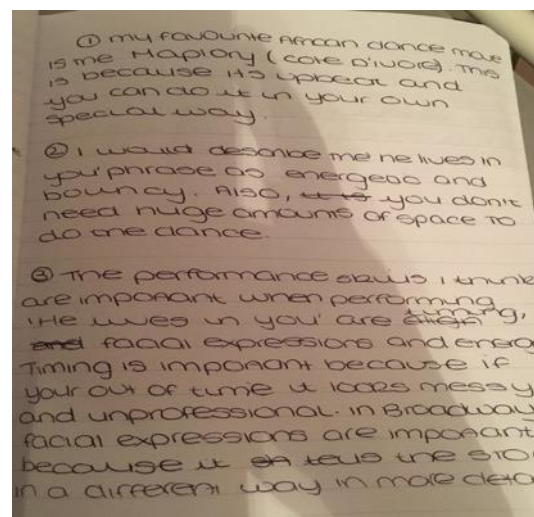 ① my favourite African dance move
is the Mapiory (cote D'ivoire). This
is because its upbeat and
you can do it in your own
special way.
② I would describe the 'he lives in
you' phrase as energetic and
bouncy. Also, you don't
need huge amounts of space to
do the dance.
③ The performance skills I think
are important when performing
'He lives in you' are timing,
facial expressions and energ
Timing is important because if
your out of time it looks messy
and unprofessional. in Broadway
facial expressions are important
because it tells the sto
in a different way in more deta